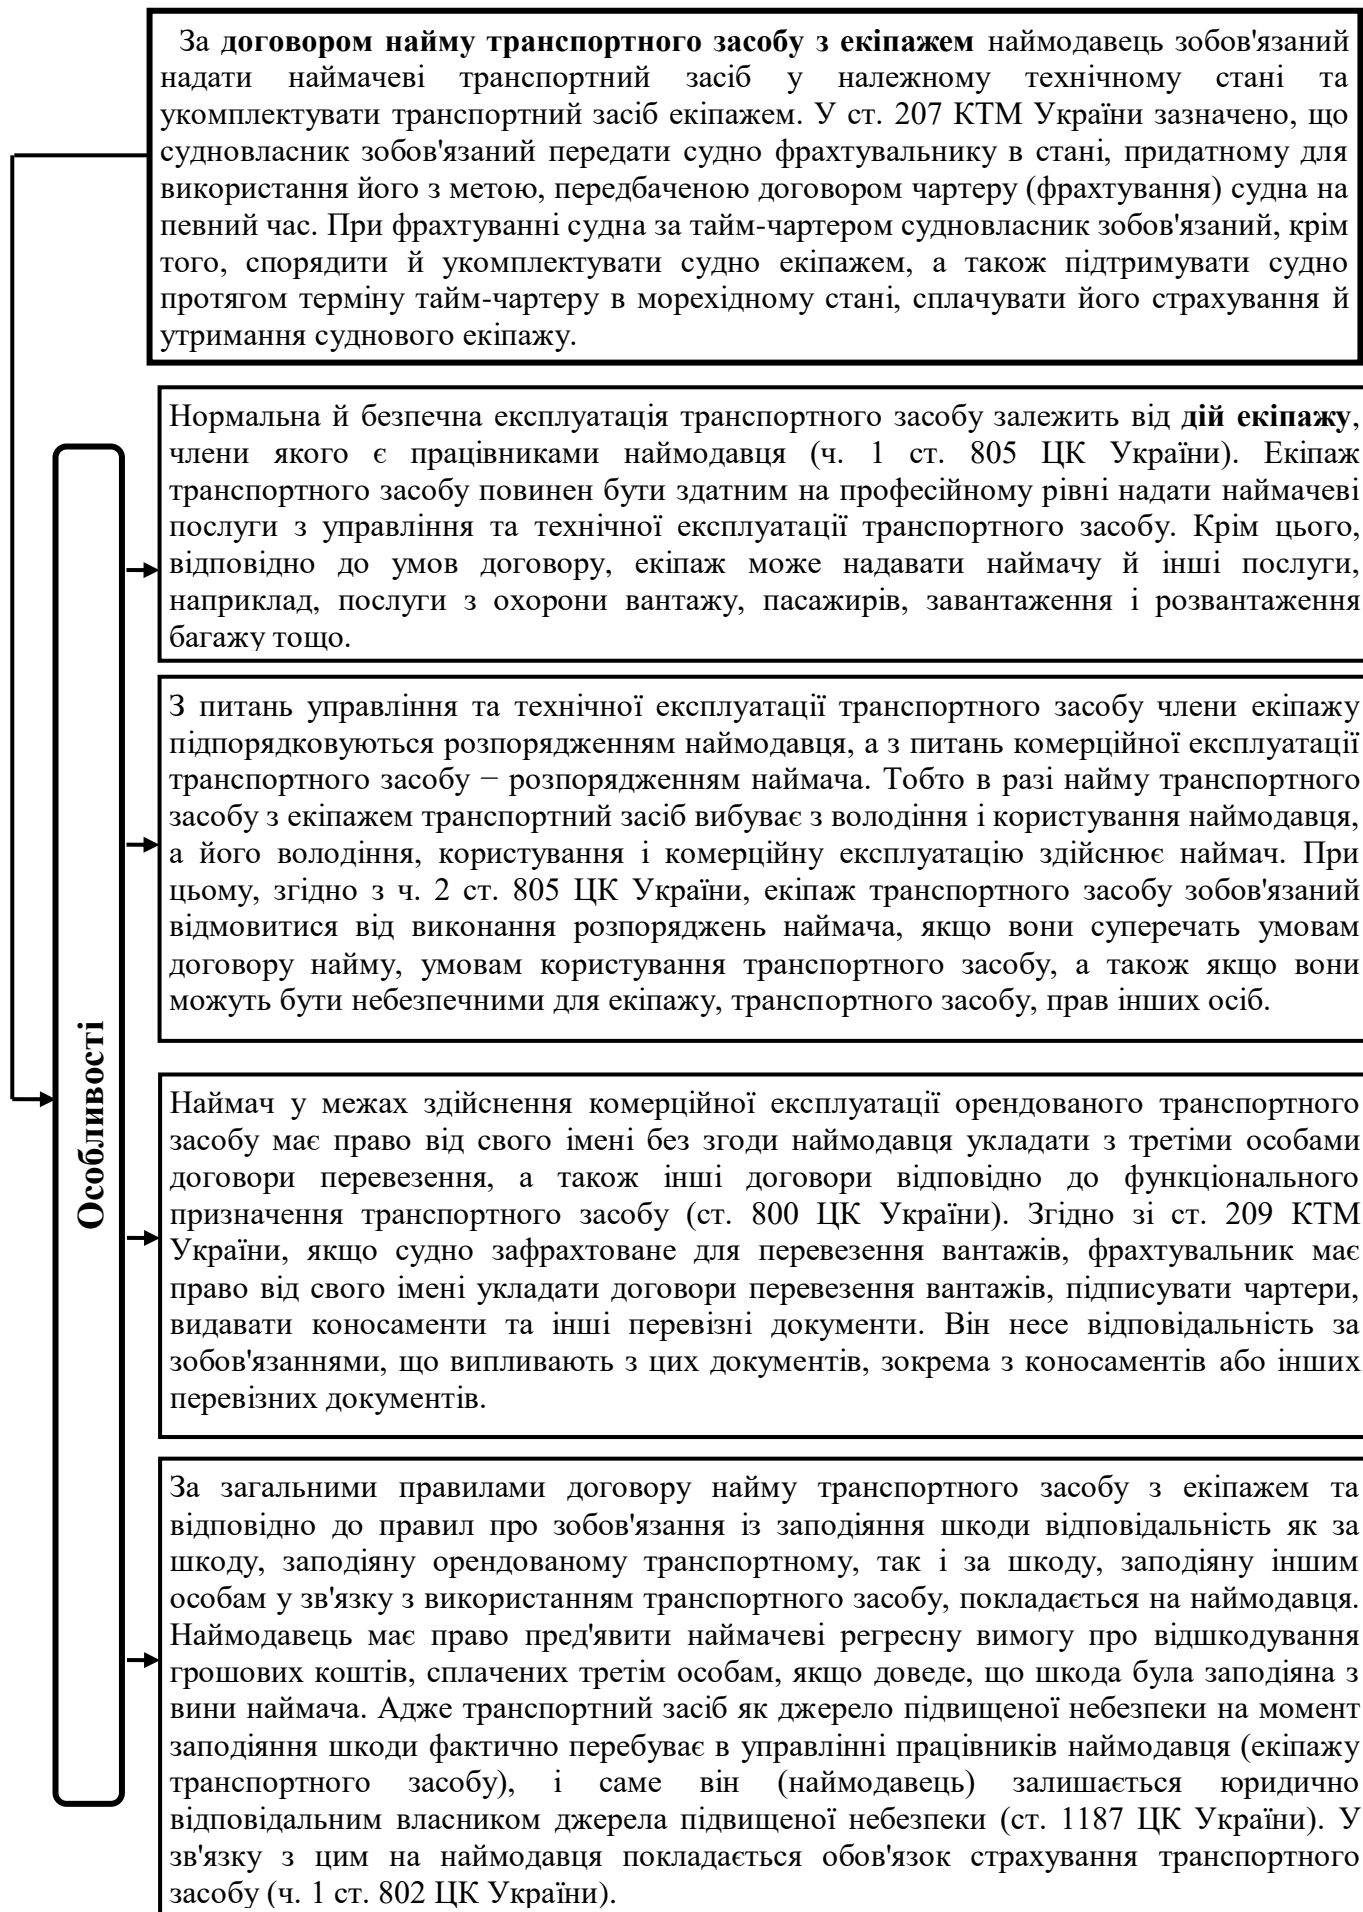 За договором найму транспортного засобу з екіпажем наймодавець зобов'язаний
надати наймачеві транспортний засіб у належному технічному стані та
укомплектувати транспортний засіб екіпажем. У ст. 207 КТМ України зазначено, що
судновласник зобов'язаний передати судно фрахтувальнику в стані, придатному для
використання його з метою, передбаченою договором чартеру (фрахтування) судна на
певний час. При фрахтуванні судна за тайм-чартером судновласник зобов'язаний, крім
того, спорядити й укомплектувати судно екіпажем, а також підтримувати судно
протягом терміну тайм-чартеру в морехідному стані, сплачувати його страхування й
утримання суднового екіпажу.
Особливості
Нормальна й безпечна експлуатація транспортного засобу залежить від дій екіпажу,
члени якого є працівниками наймодавця (ч. 1 ст. 805 ЦК України). Екіпаж
транспортного засобу повинен бути здатним на професійному рівні надати наймачеві
послуги з управління та технічної експлуатації транспортного засобу. Крім цього,
відповідно до умов договору, екіпаж може надавати наймачу й інші послуги,
наприклад, послуги з охорони вантажу, пасажирів, завантаження і розвантаження
багажу тощо.
З питань управління та технічної експлуатації транспортного засобу члени екіпажу
підпорядковуються розпорядженням наймодавця, а з питань комерційної експлуатації
транспортного засобу − розпорядженням наймача. Тобто в разі найму транспортного
засобу з екіпажем транспортний засіб вибуває з володіння і користування наймодавця,
а його володіння, користування і комерційну експлуатацію здійснює наймач. При
цьому, згідно з ч. 2 ст. 805 ЦК України, екіпаж транспортного засобу зобов'язаний
відмовитися від виконання розпоряджень наймача, якщо вони суперечать умовам
договору найму, умовам користування транспортного засобу, а також якщо вони
можуть бути небезпечними для екіпажу, транспортного засобу, прав інших осіб.
Наймач у межах здійснення комерційної експлуатації орендованого транспортного
засобу має право від свого імені без згоди наймодавця укладати з третіми особами
договори перевезення, а також інші договори відповідно до функціонального
призначення транспортного засобу (ст. 800 ЦК України). Згідно зі ст. 209 КТМ
України, якщо судно зафрахтоване для перевезення вантажів, фрахтувальник має
право від свого імені укладати договори перевезення вантажів, підписувати чартери,
видавати коносаменти та інші перевізні документи. Він несе відповідальність за
зобов'язаннями, що випливають з цих документів, зокрема з коносаментів або інших
перевізних документів.
За загальними правилами договору найму транспортного засобу з екіпажем та
відповідно до правил про зобов'язання із заподіяння шкоди відповідальність як за
шкоду, заподіяну орендованому транспортному, так і за шкоду, заподіяну іншим
особам у зв'язку з використанням транспортного засобу, покладається на наймодавця.
Наймодавець має право пред'явити наймачеві регресну вимогу про відшкодування
грошових коштів, сплачених третім особам, якщо доведе, що шкода була заподіяна з
вини наймача. Адже транспортний засіб як джерело підвищеної небезпеки на момент
заподіяння шкоди фактично перебуває в управлінні працівників наймодавця (екіпажу
транспортного засобу), і саме він (наймодавець) залишається юридично
відповідальним власником джерела підвищеної небезпеки (ст. 1187 ЦК України). У
зв'язку з цим на наймодавця покладається обов'язок страхування транспортного
засобу (ч. 1 ст. 802 ЦК України).